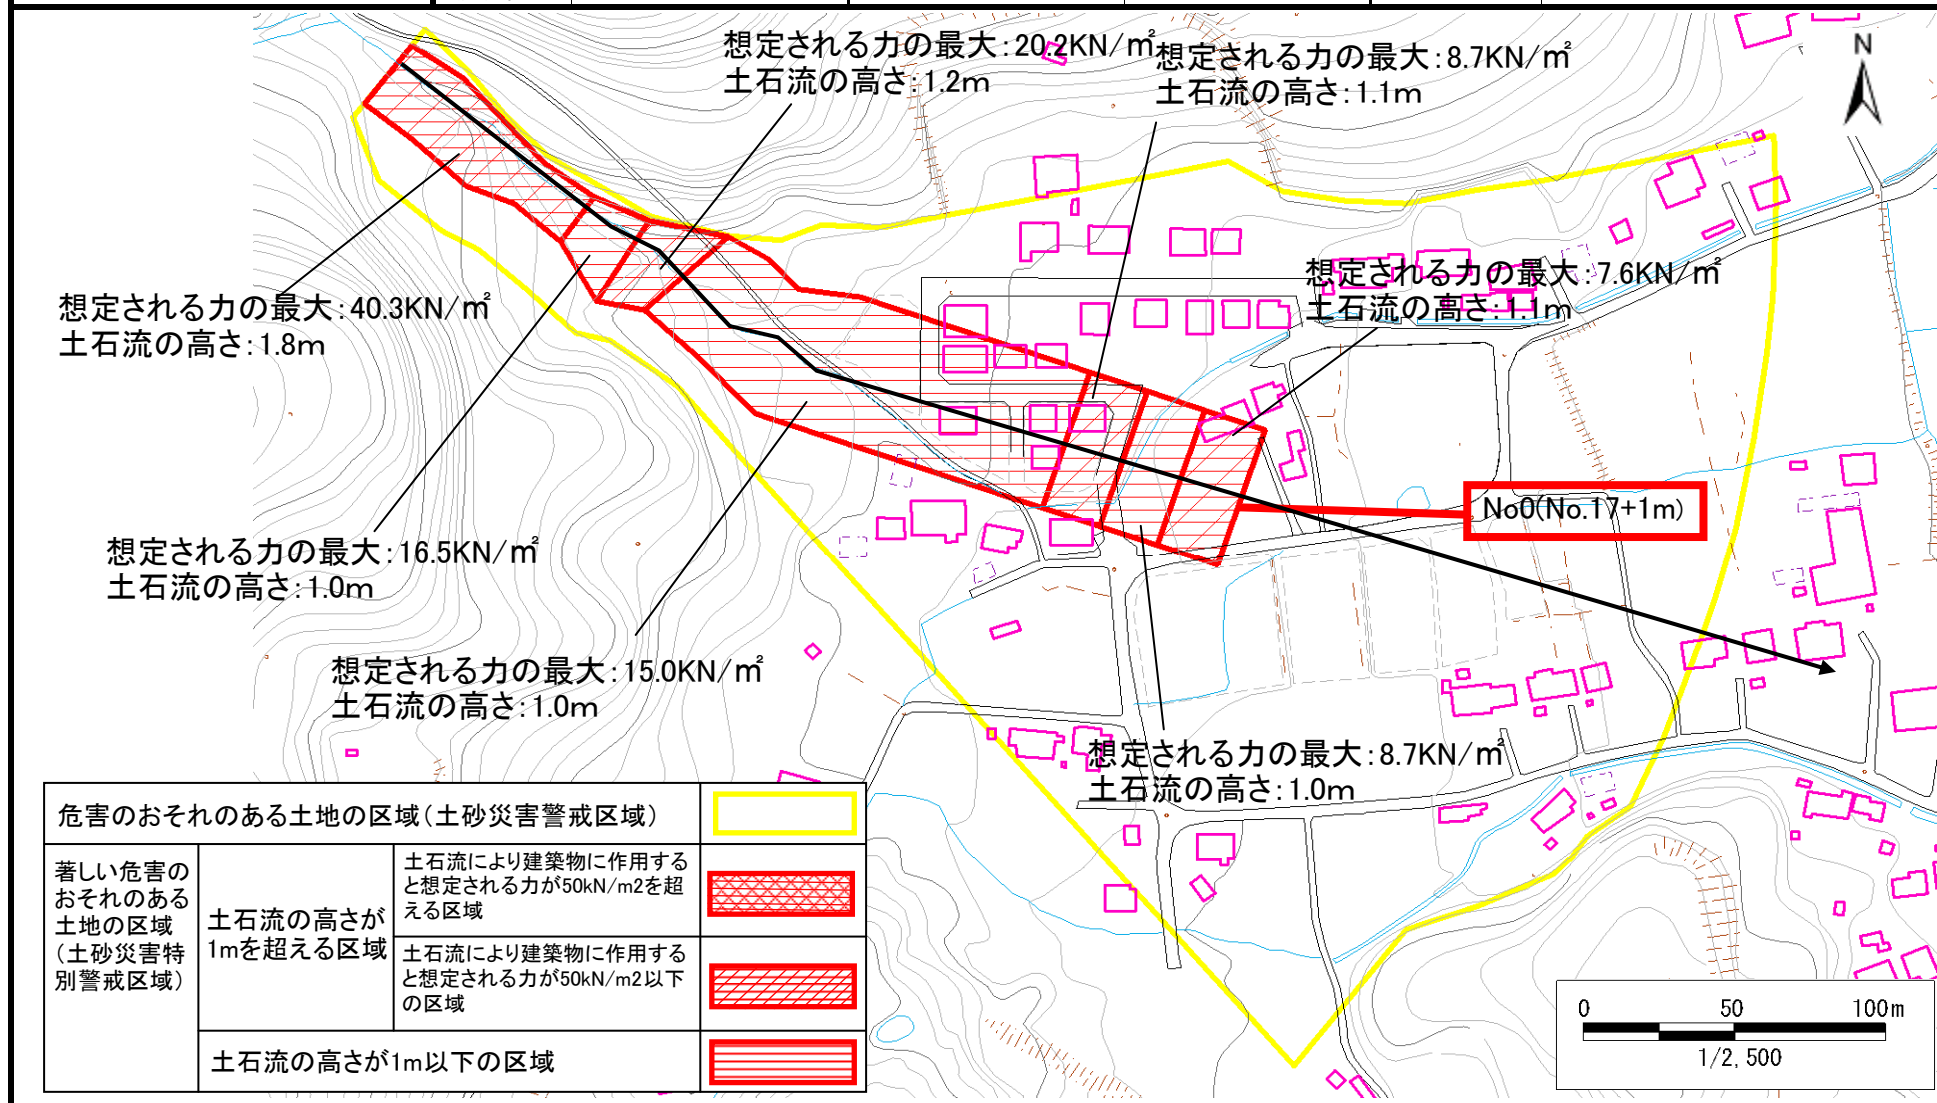 想定される力の最大:20.2KN/㎡
土石流の高さ:1.2m
想定される力の最大:8.7KN/㎡
土石流の高さ:1.1m
N
想定される力の最大:7.6KN/㎡
土石流の高さ:1.1m
想定される力の最大:40.3KN/㎡
土石流の高さ:1.8m
No0(No.17+1m)
想定される力の最大:16.5KN/㎡
土石流の高さ:1.0m
想定される力の最大:15.0KN/㎡
土石流の高さ:1.0m
想定される力の最大:8.7KN/㎡
土石流の高さ:1.0m
危害のおそれのある土地の区域(土砂災害警戒区域)
著しい危害の
おそれのある
土地の区域
(土砂災害特
別警戒区域)
土石流の高さが
1mを超える区域
土石流により建築物に作用する
と想定される力が50kN/m2を超
える区域
土石流により建築物に作用する
と想定される力が50kN/m2以下
の区域
土石流の高さが1m以下の区域
0 50 100m
1/2,500